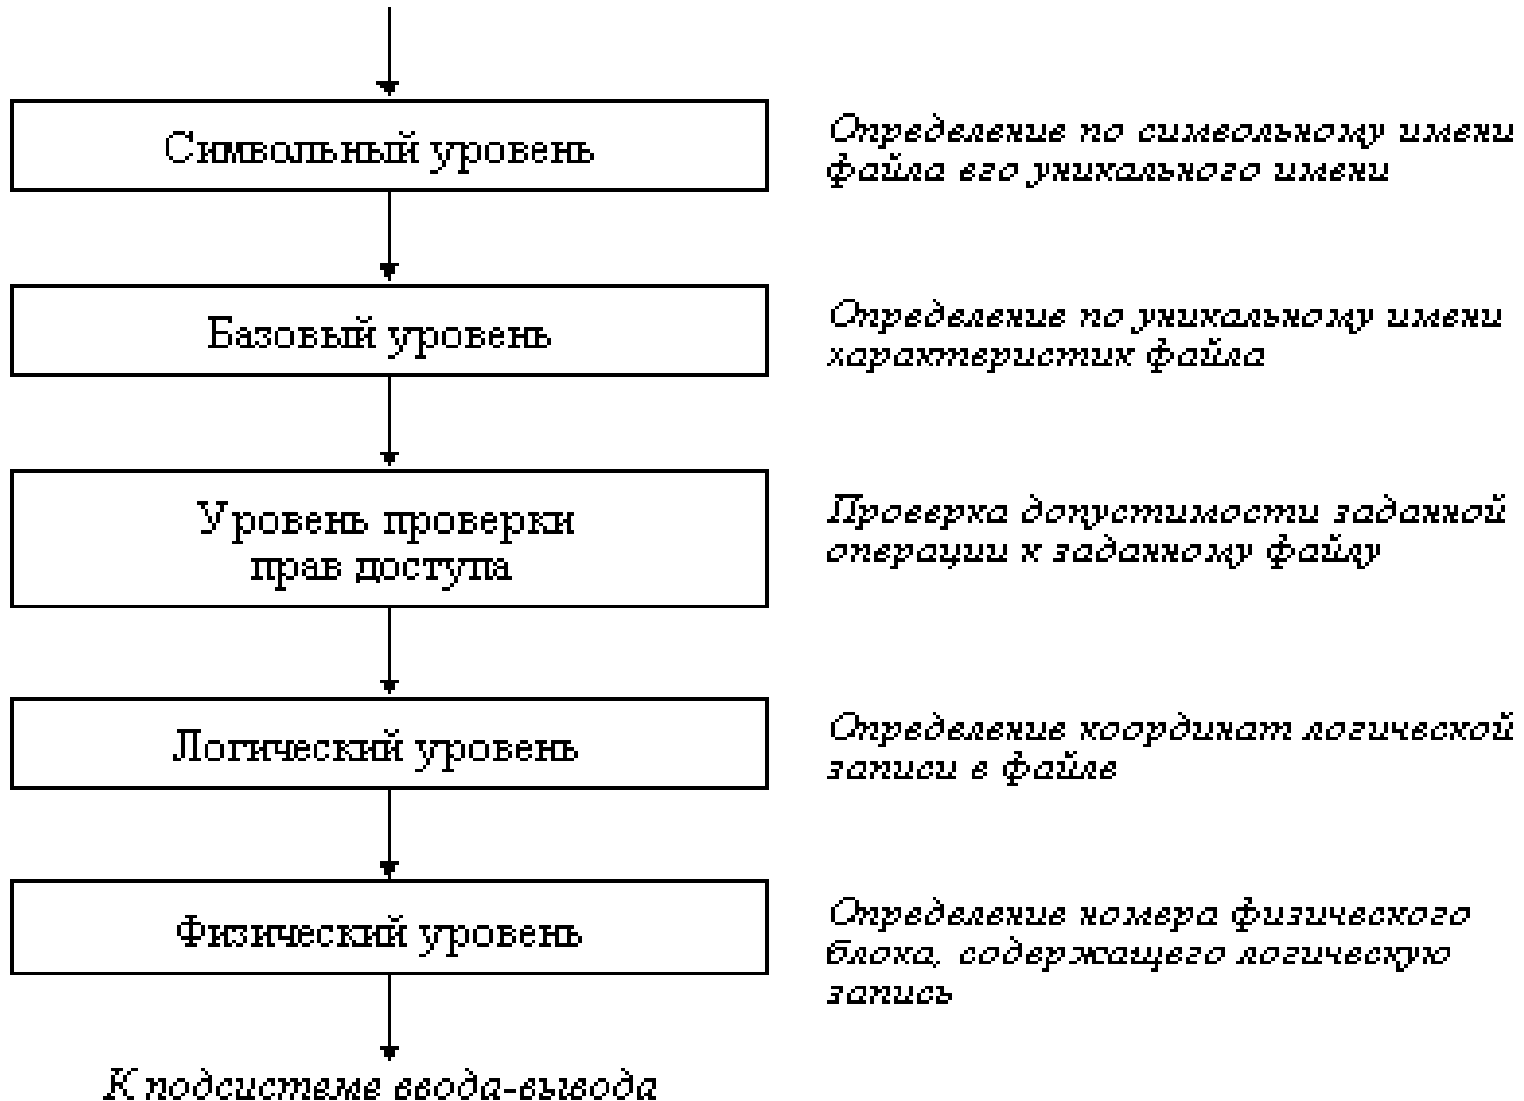 Символьный уровень
Определение по символьному имени
файла его уникального имени
Базовый уровень
Определение по уникальному имени
характеристик файла
Уровень проверки
прав доступа
Проверка допустимости заданной
операции к заданному файлу
Логический уровень
Определение координат логической
записи в файле
Физический уровень
Определение номера физического
блока, содержащего логическую
запись
К подсистеме ввода-вывода